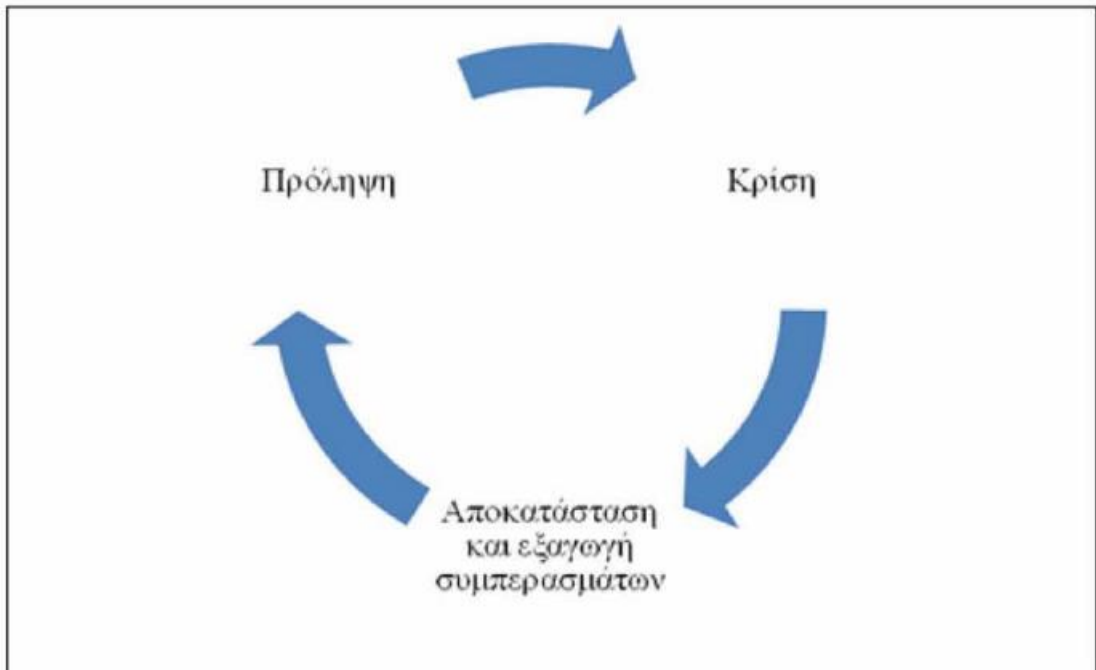 Πρόληψη
Κρίση
Αποκατάσταση
και εξαγωγή
συμπερασμάτων